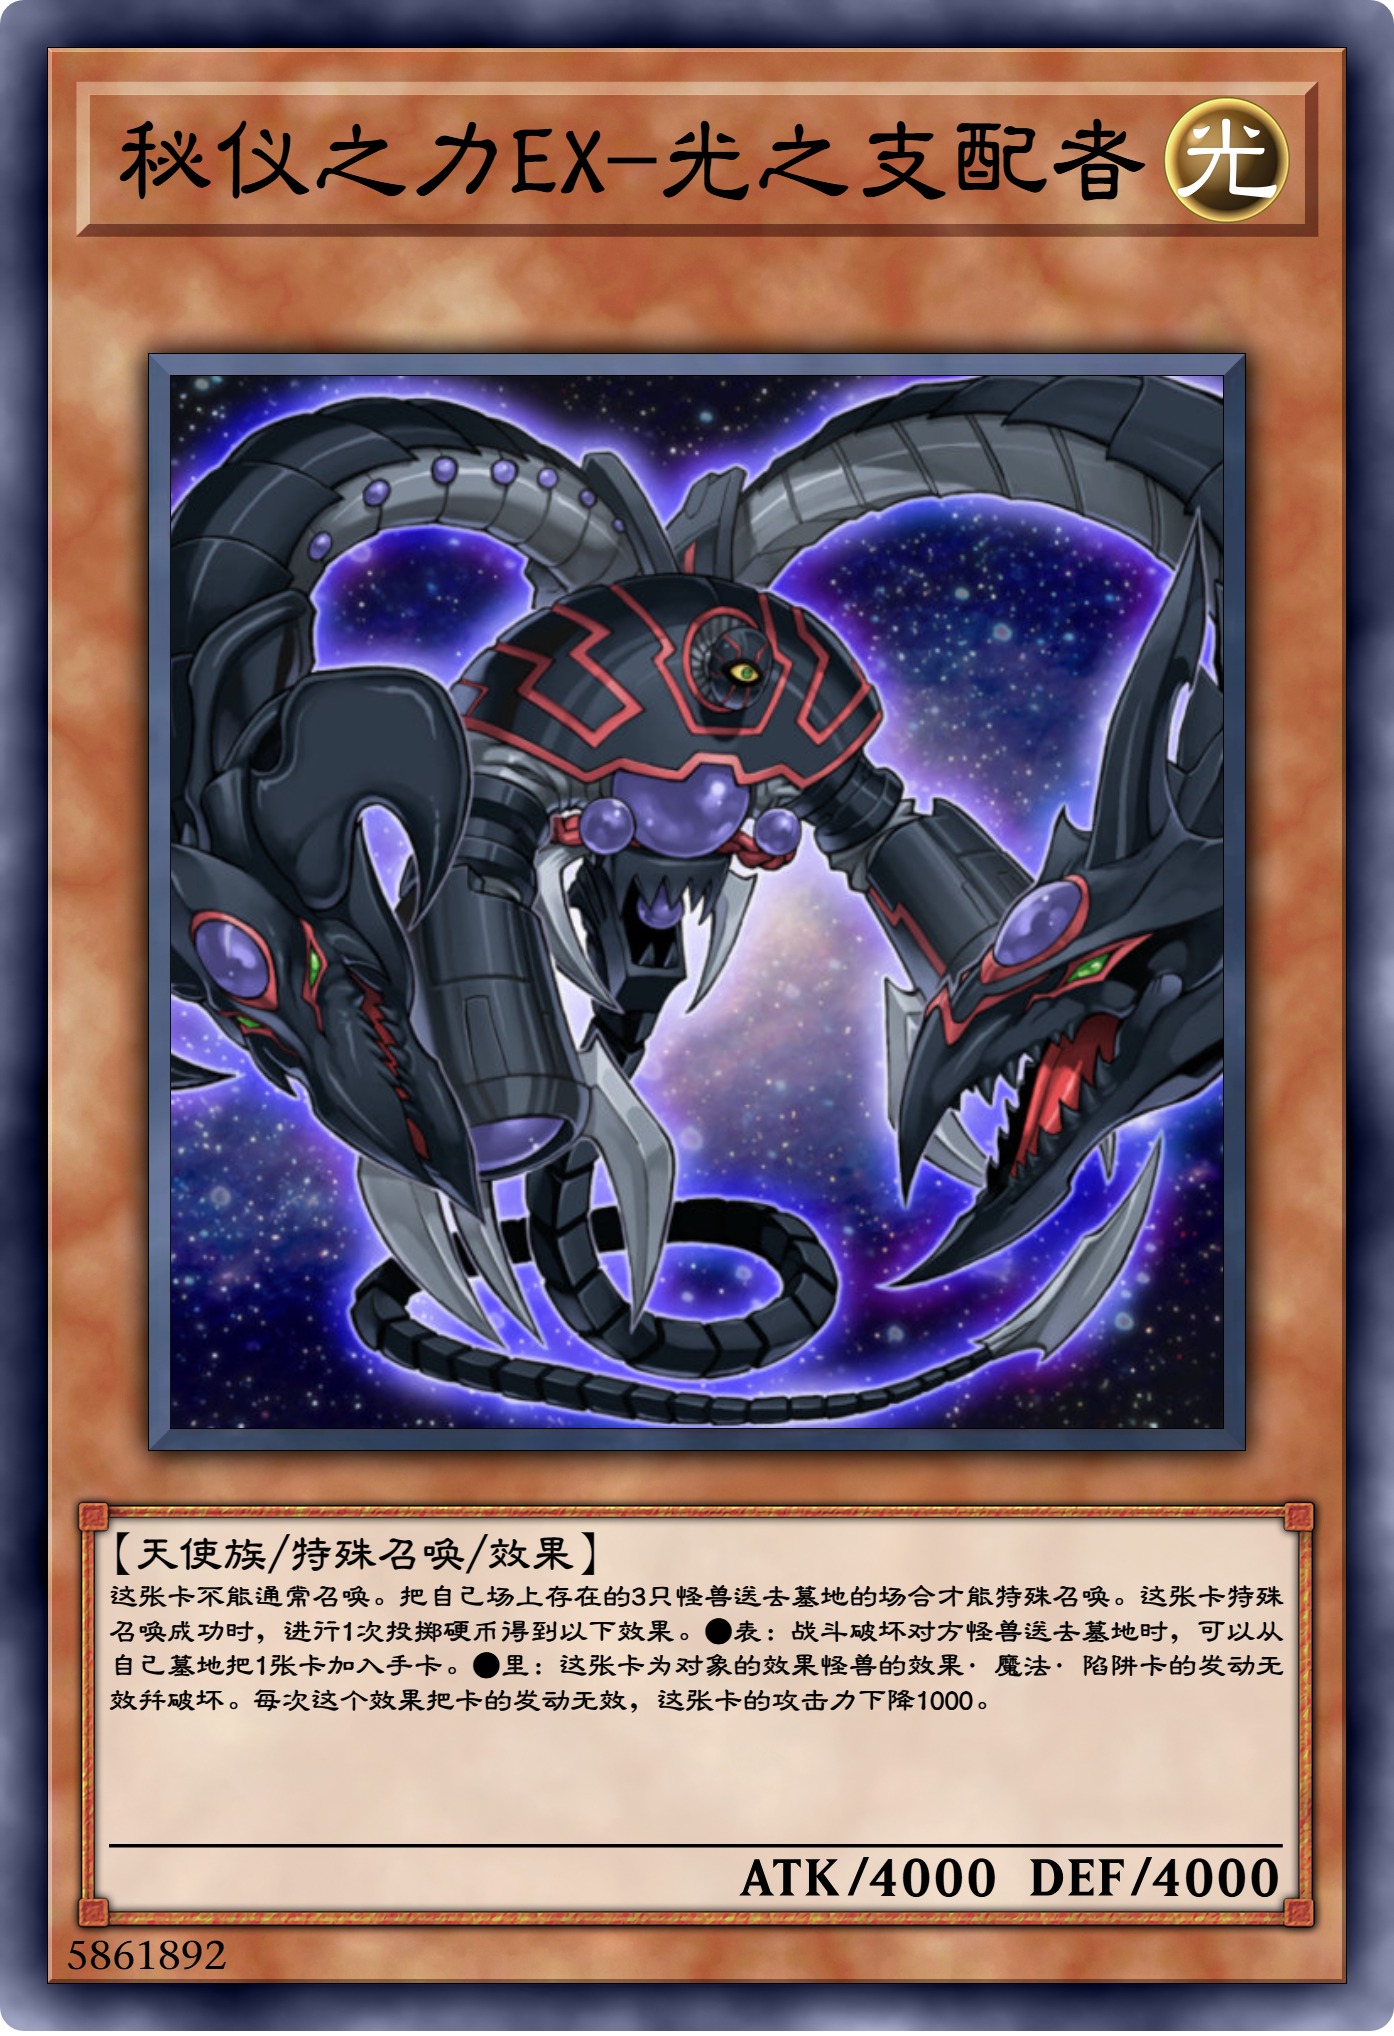 秘仪之力EX-光之支配者 光
【天使族/特殊召唤/效果】
这张卡不能通常召唤。把自己场上存在的3只怪兽送去墓地的场合才能特殊召唤。这张卡特殊
召唤成功时，进行1次投掷硬币得到以下效果。●表：战斗破坏对方怪兽送去墓地时，可以从
自己墓地把1张卡加入手卡。●里：这张卡为对象的效果怪兽的效果·魔法·陷阱卡的发动无
效并破坏。每次这个效果把卡的发动无效，这张卡的攻击力下降1000。
ATK/4000 DEF/4000
5861892